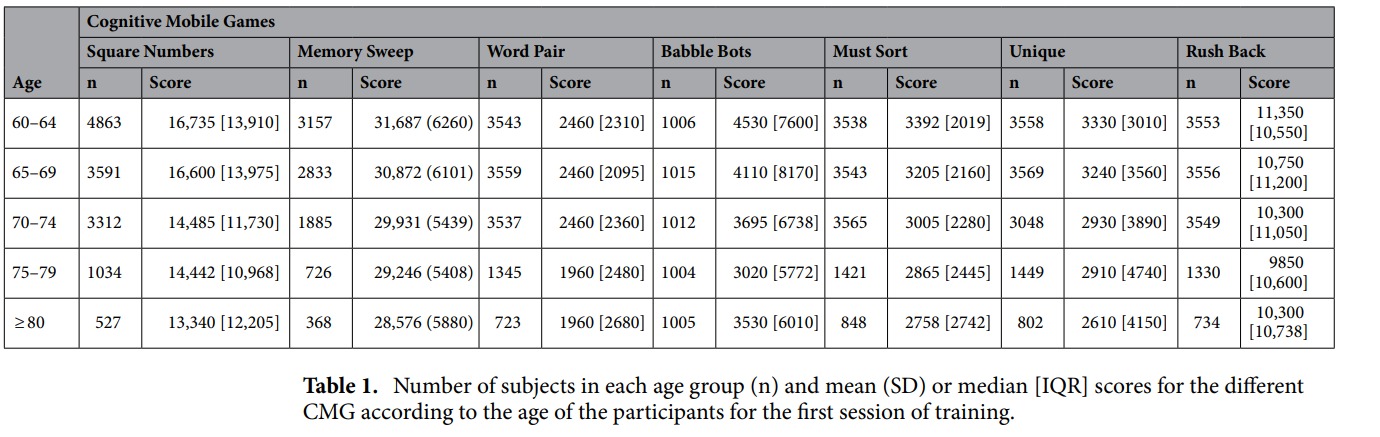 Cognitive Mobile Games
Square Numbers Memory Sweep Word Pair Babble Bots Must Sort Unique Rush Back
Age n Score n Score n Score n Score n Score n Score n Score
60–64 4863 16,735 [13,910] 3157 31,687 (6260) 3543 2460 [2310] 1006 4530 [7600] 3538 3392 [2019] 3558 3330 [3010] 3553 11,350 [10,550]
65–69 3591 16,600 [13,975] 2833 30,872 (6101) 3559 2460 [2095] 1015 4110 [8170] 3543 3205 [2160] 3569 3240 [3560] 3556 10,750 [11,200]
70–74 3312 14,485 [11,730] 1885 29,931 (5439) 3537 2460 [2360] 1012 3695 [6738] 3565 3005 [2280] 3048 2930 [3890] 3549 10,300 [11,050]
75–79 1034 14,442 [10,968] 726 29,246 (5408) 1345 1960 [2480] 1004 3020 [5772] 1421 2865 [2445] 1449 2910 [4740] 1330 9850 [10,600]
≥80 527 13,340 [12,205] 368 28,576 (5880) 723 1960 [2680] 1005 3530 [6010] 848 2758 [2742] 802 2610 [4150] 734 10,300 [10,738]
Table 1. Number of subjects in each age group (n) and mean (SD) or median [IQR] scores for the different
CMG according to the age of the participants for the first session of training.